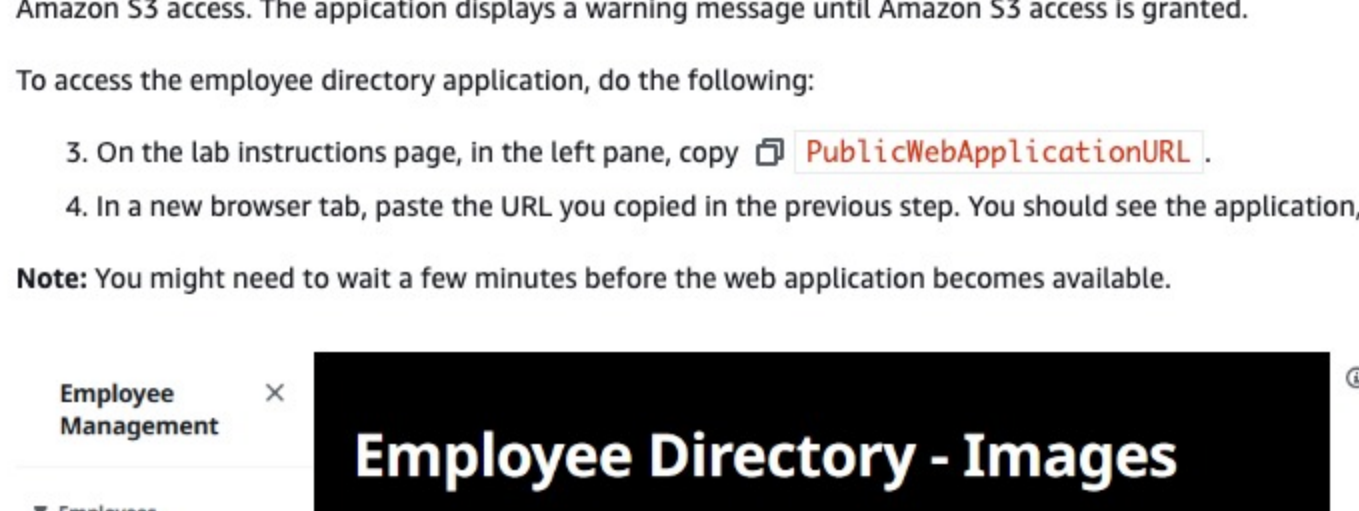 Amazon S3 access. The appication displays a warning message until Amazon S3 access is granted.
To access the employee directory application, do the following:
3. On the lab instructions page, in the left pane, copy PublicWebApplicationURL .
4. In a new browser tab, paste the URL you copied in the previous step. You should see the application,
Note: You might need to wait a few minutes before the web application becomes available.
Employee
Management
Employee Directory - Images
Employees